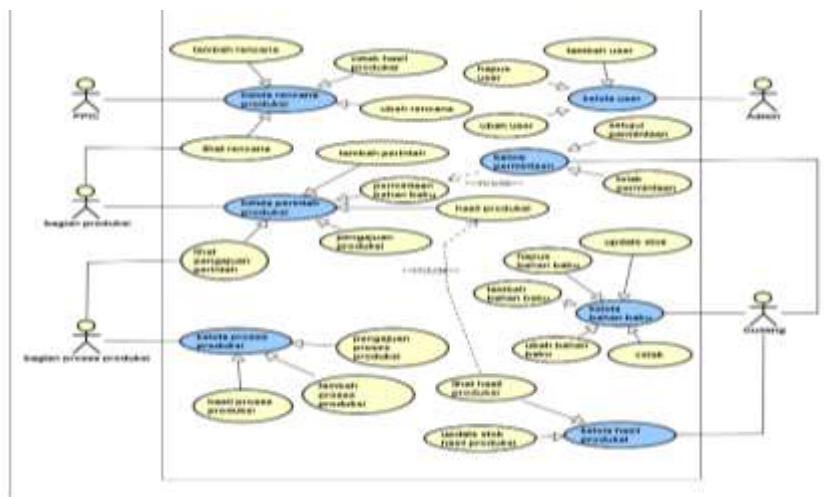 tambah rencana
cetak hasil
produksi
tambah user
hapus
user
kelola rencana
produksi
kelola user
PPIC
Admin
ubah rencana
ubah user
setujui
permintaan
lihat rencana
tambah perintah
kelola
permintaan
permintaan
bahan baku
tolak
permintaan
kelola perintah
produksi
hasil produksi
bagian produksi
pengajuan
produksi
update stok
lihat
pengajuan
perintah
hapus
bahan baku
tambah
bahan baku
kelola
bahan baku
Gudang
kelola proses
produksi
pengajuan
proses
produksi
ubah bahan
baku
cetak
bagian proses produksi
hasil proses
produksi
tambah
proses
produksi
lihat hasil
produksi
update stok
hasil produksi
kelola hasil
produksi